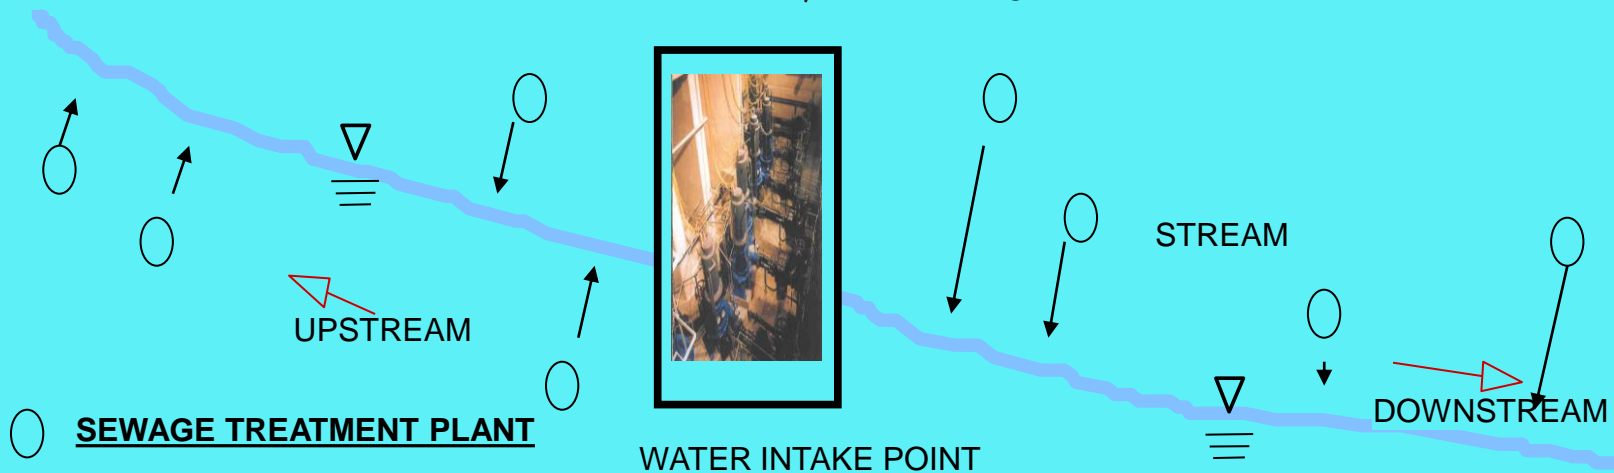 STREAM
UPSTREAM
DOWNSTREAM
SEWAGE TREATMENT PLANT
WATER INTAKE POINT